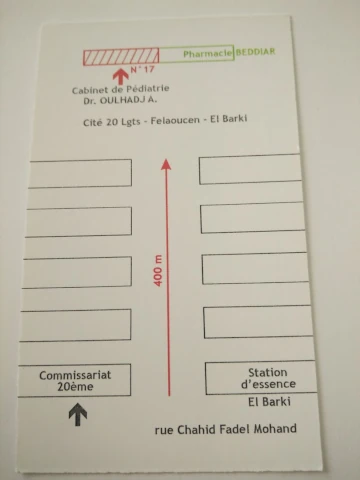 Pharmacie BEDDIAR
N°17
Cabinet de Pédiatrie
Dr. OULHADJ A.
Cité 20 Lgts - Felaoucen - El Barki
400 m
Commissariat
20ème
Station
d'essence
El Barki
rue Chahid Fadel Mohand